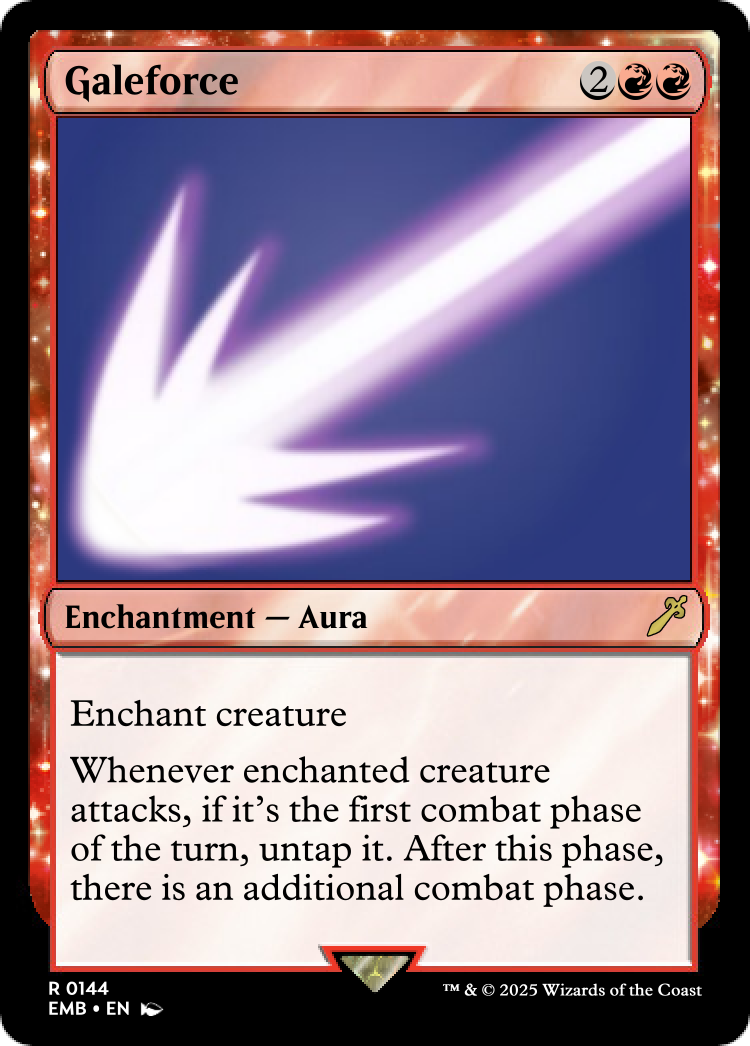 Galeforce 2
Enchantment — Aura
Enchant creature
Whenever enchanted creature
attacks, if it's the first combat phase
of the turn, untap it. After this phase,
there is an additional combat phase.
R 0144
EMB • EN
™ & © 2025 Wizards of the Coast